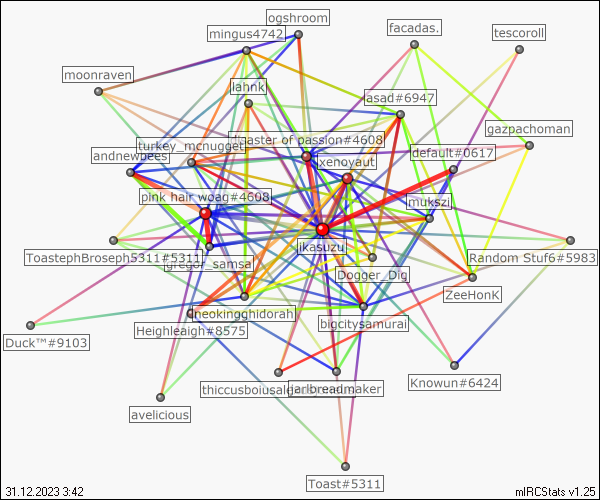 ogshroom
mingus4742
facadas.
tescoroll
moonraven
lahnk
asad#6947
gazpachoman
turkey_mcnugget
master of passion#4608
default#0617
andnewbees
xenoyaut
pink hair woag#4608
mukszi
ikasuzu
ToastephBroseph5311#5311
gregor_samsa
Dogger_Dig
Random Stuf6#5983
ZeeHonK
neokingghidorah
Heighleaigh#8575
bigcitysamurai
Duck™#9103
jarlbreadmaker
Knowun#6424
avelicious
Toast#5311
31.12.2023 3:42
mIRCStats v1.25